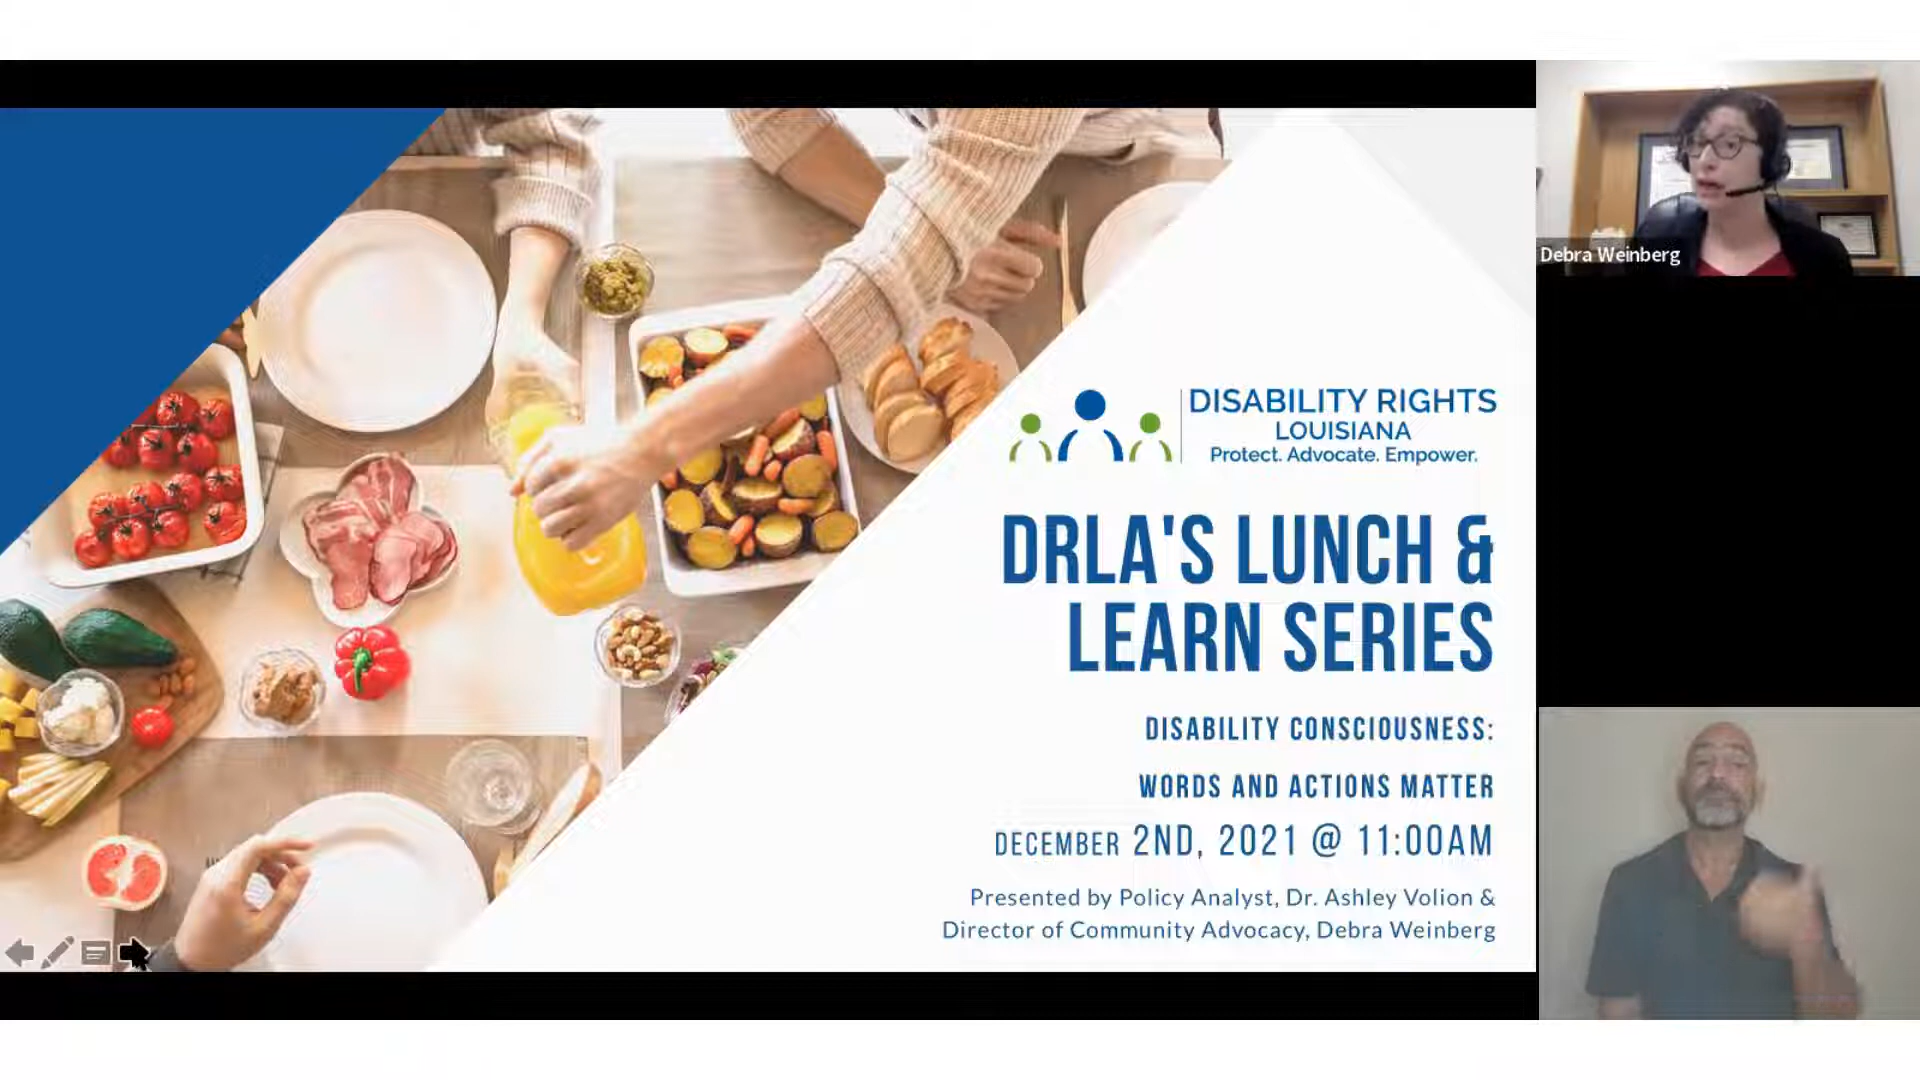 DISABILITY RIGHTS
LOUISIANA
Protect. Advocate. Empower.
DRLA'S LUNCH &
LEARN SERIES
DISABILITY CONSCIOUSNESS:
WORDS AND ACTIONS MATTER
DECEMBER 2ND, 2021 @ 11:00AM
Presented by Policy Analyst, Dr. Ashley Volion &
Director of Community Advocacy, Debra Weinberg
Debra Weinberg